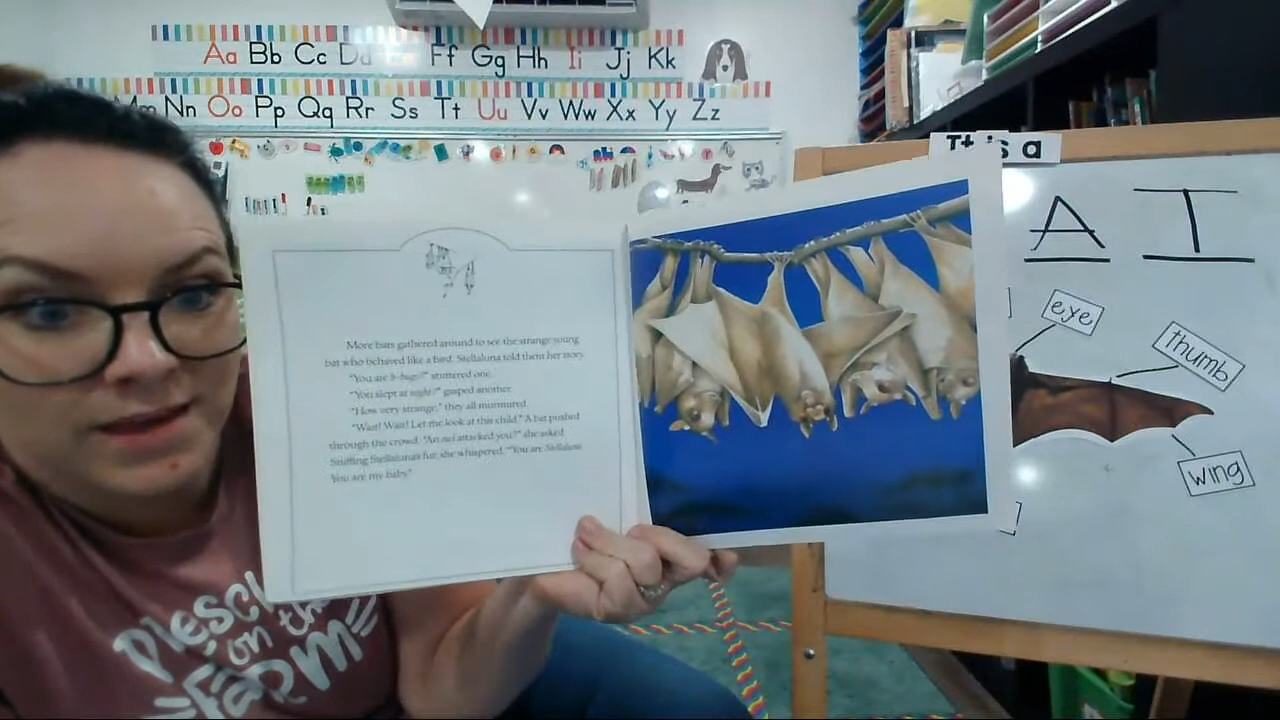 Aa Bb Cc Dd Ff Gg Hh Ii Jj Kk
Mm Nn Oo Pp Qq Rr Ss Tt Uu Vv Ww Xx Yy Zz
It is a
A I
eye
thumb
wing
More bats gathered around to see the strange young
bat who behaved like a bird. Stellaluna told them her story.
"You ate b-bugs?" stuttered one.
"You slept at night?" gasped another.
"How very strange," they all murmured.
"Wait! Wait! Let me look at this child." A bat pushed
through the crowd. "An owl attacked you?" she asked.
Sniffing Stellaluna's fur, she whispered, "You are Stellaluna.
You are my baby."
on the
FARM